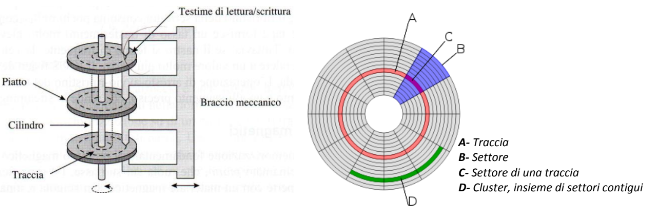 Testime di lettura/scrittura
Piatto
Cilindro
Traccia
Braccio meccanico
A
C
B
D
A- Traccia
B- Settore
C- Settore di una traccia
D- Cluster, insieme di settori contigui